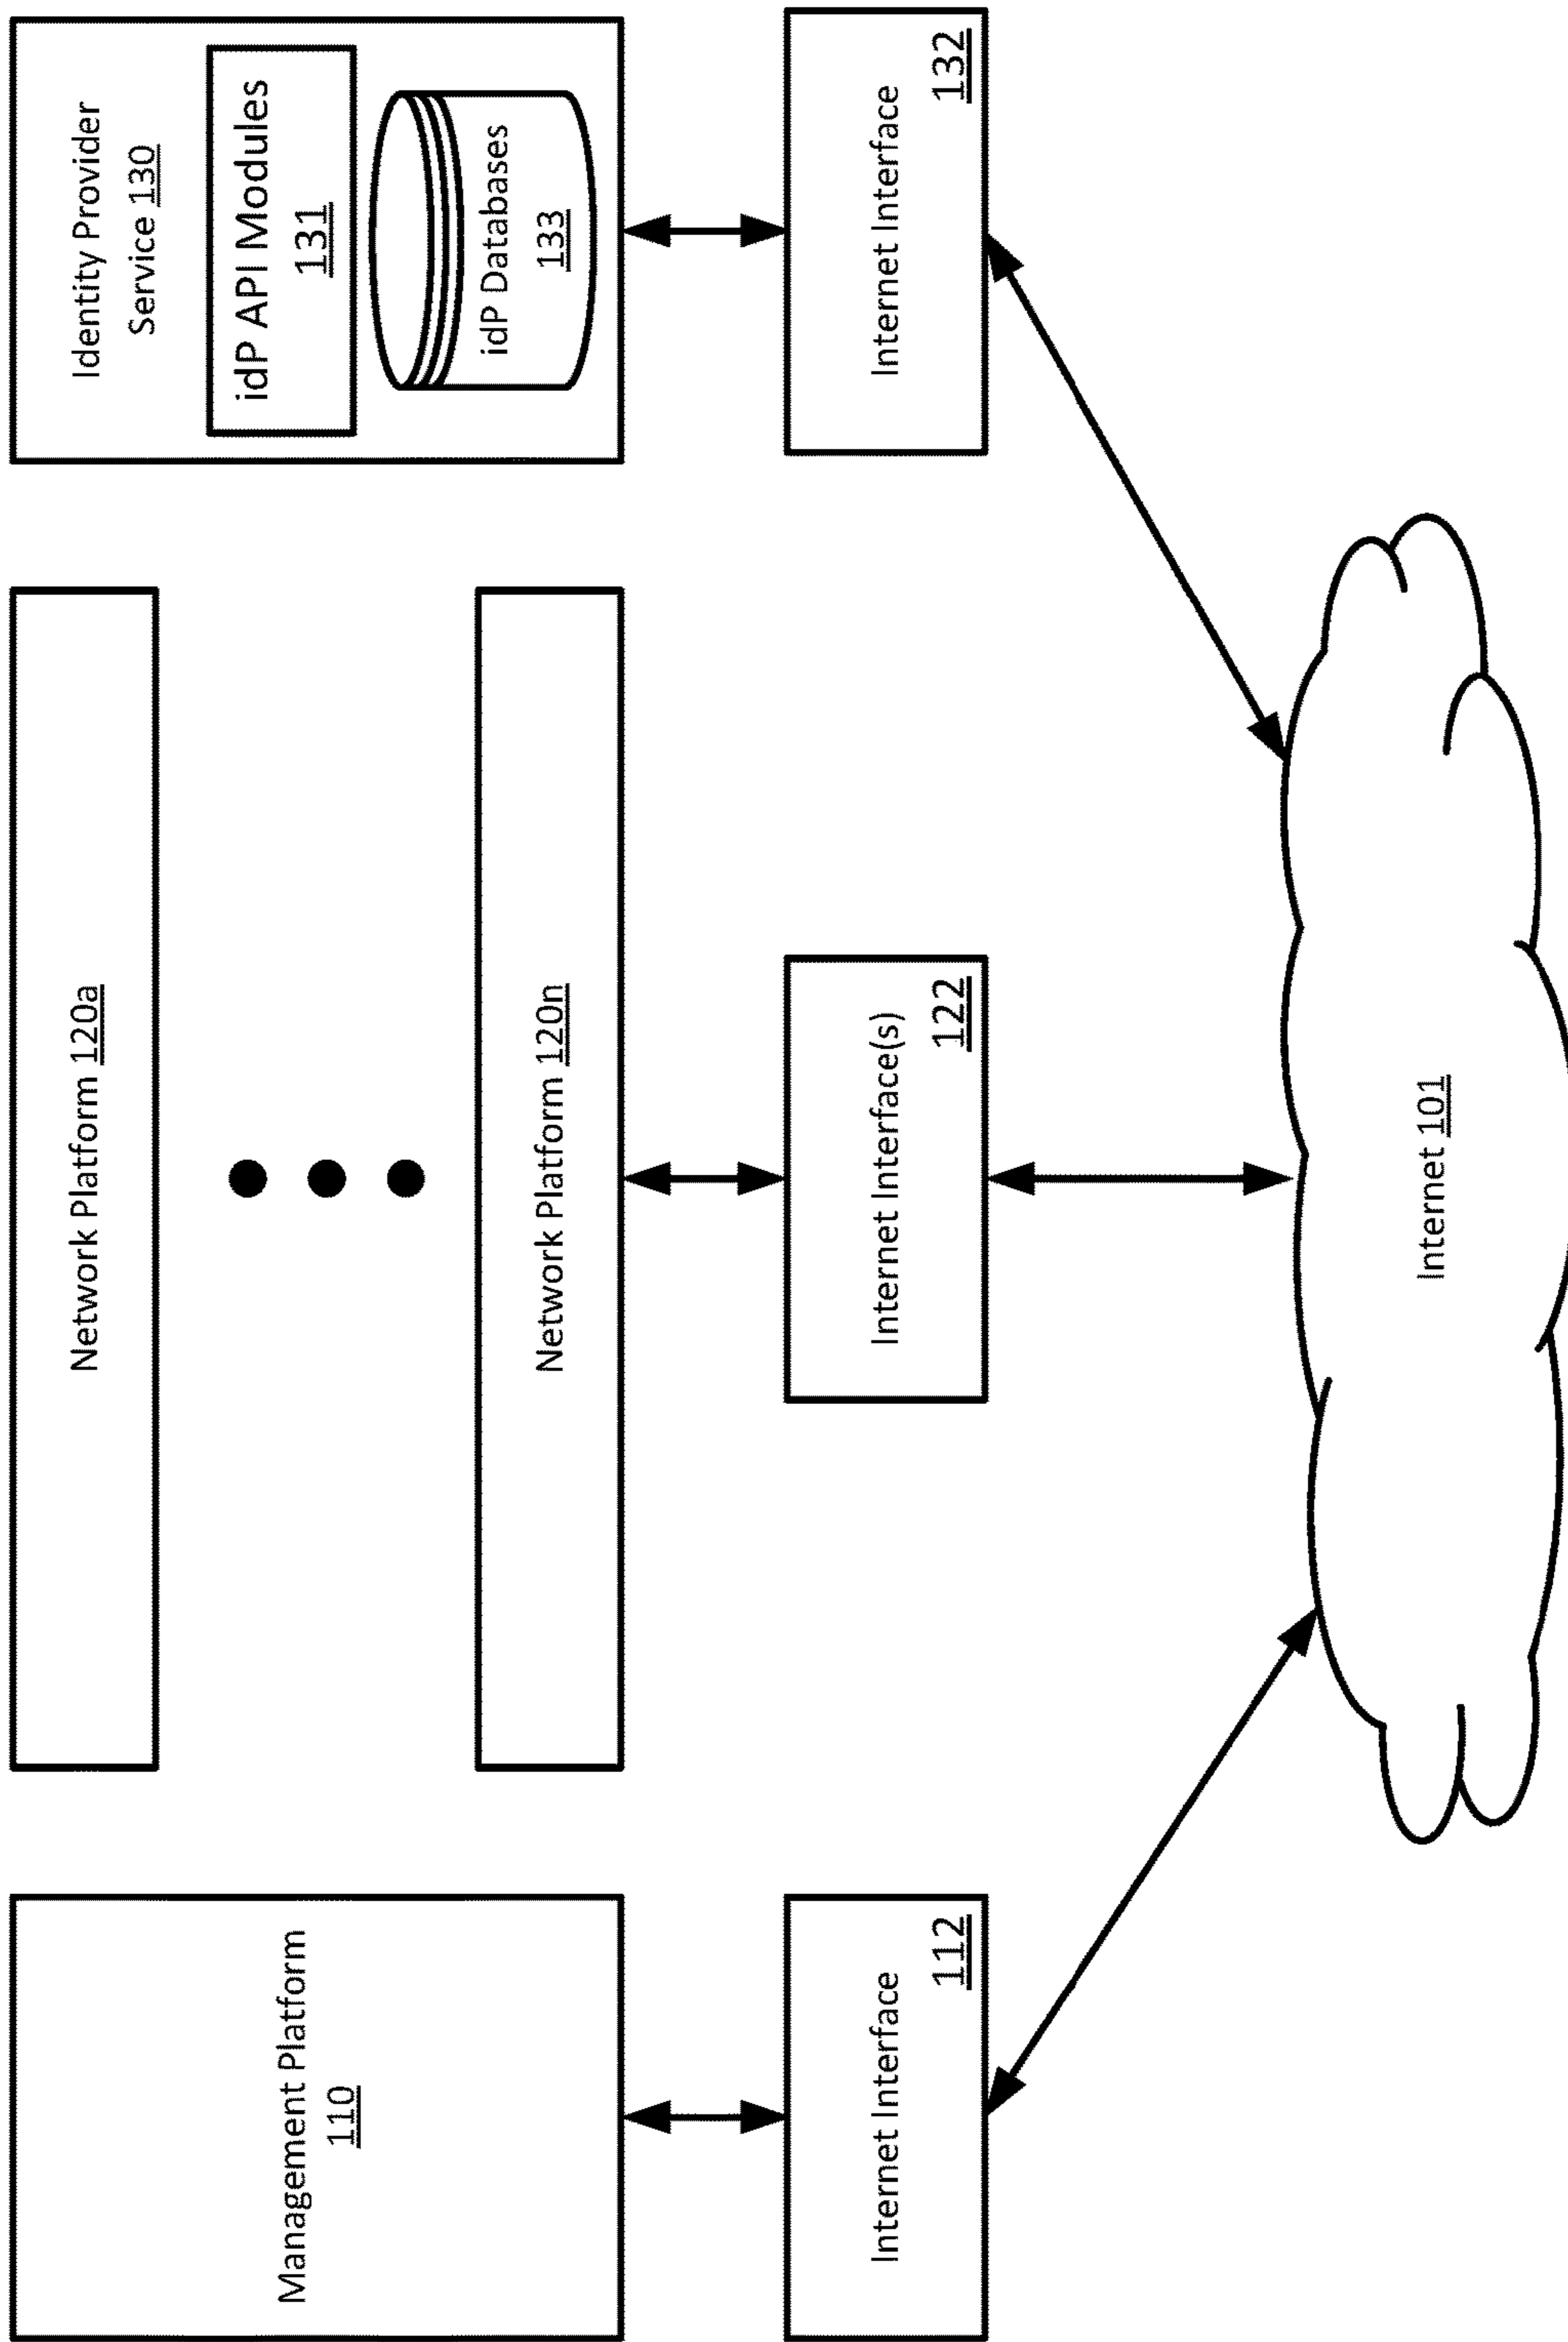 Management Platform
110
Network Platform 120a
Network Platform 120n
Identity Provider
Service 130
idP API Modules
131
idP Databases
133
Internet Interface
112
Internet Interface(s)
122
Internet Interface
132
Internet 101